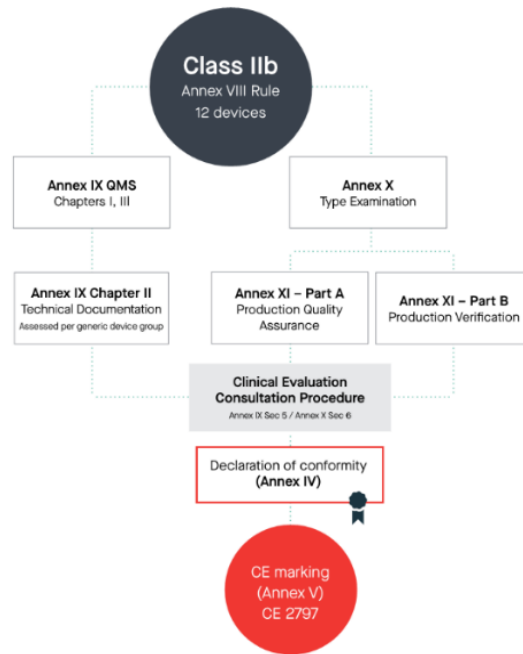 Class IIb
Annex VIII Rule
12 devices
Annex IX QMS
Chapters I, III
Annex X
Type Examination
Annex IX Chapter II
Technical Documentation
Assessed per generic device group
Annex XI – Part A
Production Quality
Assurance
Annex XI – Part B
Production Verification
Clinical Evaluation
Consultation Procedure
Annex IX Sec 5 / Annex X Sec 6
Declaration of conformity
(Annex IV)
CE marking
(Annex V)
CE 2797